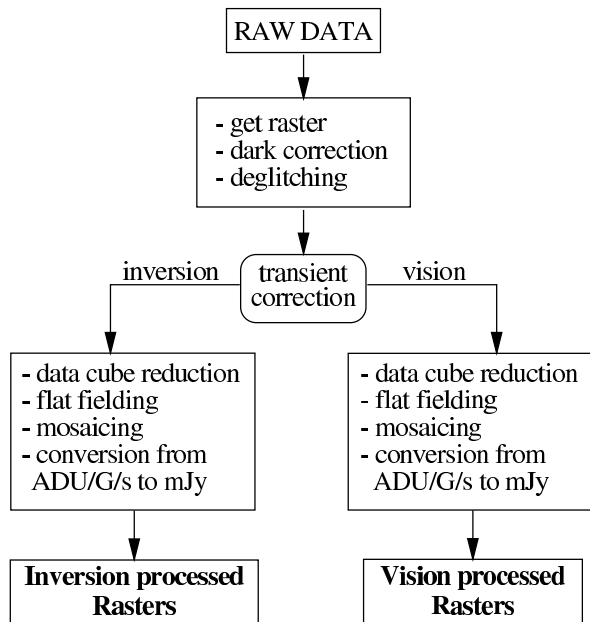 RAW DATA
- get raster
- dark correction
- deglitching
inversion
transient
correction
vision
- data cube reduction
- flat fielding
- mosaicing
- conversion from
ADU/G/s to mJy
- data cube reduction
- flat fielding
- mosaicing
- conversion from
ADU/G/s to mJy
Inversion processed
Rasters
Vision processed
Rasters